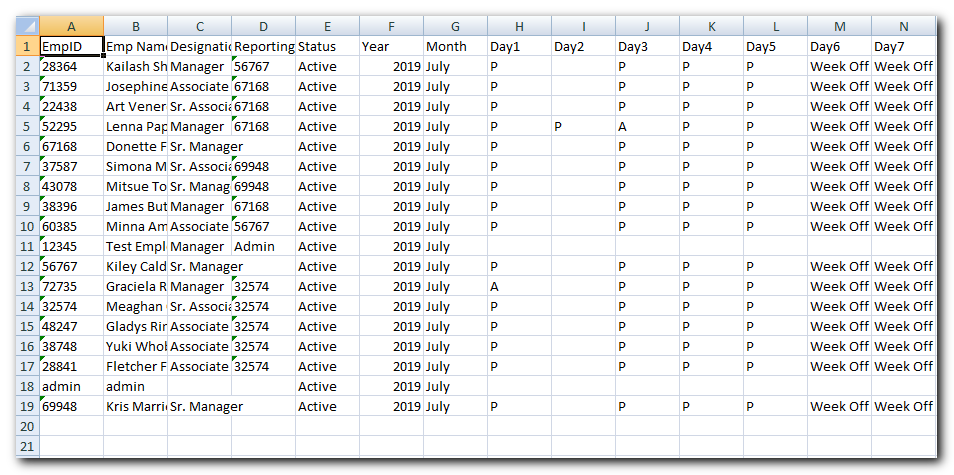 A B C D E F G H I J K L M N
1 EmpID Emp Name Designatio Reporting Status Year Month Day1 Day2 Day3 Day4 Day5 Day6 Day7
2 28364 Kailash Sh Manager 56767 Active 2019 July P P P P Week Off Week Off
3 71359 Josephine Associate 67168 Active 2019 July P P P P Week Off Week Off
4 22438 Art Vener Sr. Associa 67168 Active 2019 July P P P P Week Off Week Off
5 52295 Lenna Pap Manager 67168 Active 2019 July P P A P P Week Off Week Off
6 67168 Donette F Sr. Manager Active 2019 July P P P P Week Off Week Off
7 37587 Simona M Sr. Associa 69948 Active 2019 July P P P P Week Off Week Off
8 43078 Mitsue To Sr. Manag 69948 Active 2019 July P P P P Week Off Week Off
9 38396 James But Manager 67168 Active 2019 July P P P P Week Off Week Off
10 60385 Minna Am Associate 56767 Active 2019 July P P P P Week Off Week Off
11 12345 Test Empl Manager Admin Active 2019 July
12 56767 Kiley Cald Sr. Manager Active 2019 July P P P P Week Off Week Off
13 72735 Graciela R Manager 32574 Active 2019 July A P P P Week Off Week Off
14 32574 Meaghan Sr. Associa 32574 Active 2019 July P P P P Week Off Week Off
15 48247 Gladys Rin Associate 32574 Active 2019 July P P P P Week Off Week Off
16 38748 Yuki Whob Associate 32574 Active 2019 July P P P P Week Off Week Off
17 28841 Fletcher F Associate 32574 Active 2019 July P P P P Week Off Week Off
18 admin admin Active 2019 July
19 69948 Kris Marrie Sr. Manager Active 2019 July P P P P Week Off Week Off
20
21